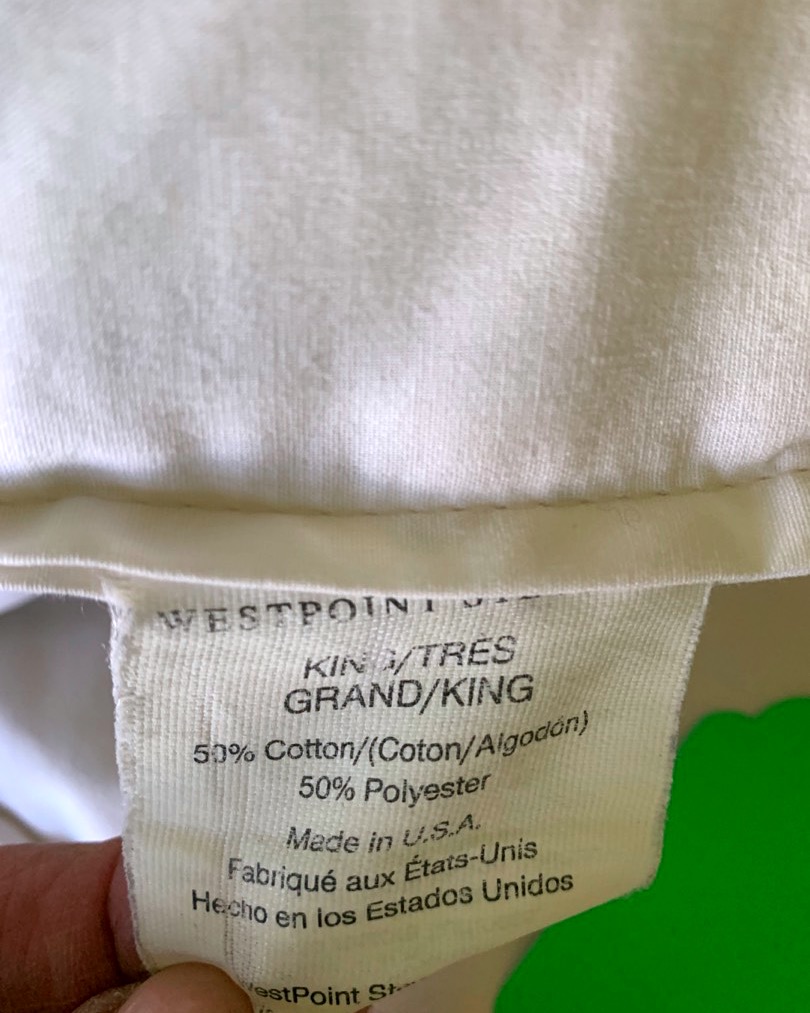 WESTPOINT
KING/TRÈS
GRAND/KING
50% Cotton/(Coton/Algodón)
50% Polyester
Made in U.S.A.
Fabriqué aux États-Unis
Hecho en los Estados Unidos
WestPoint